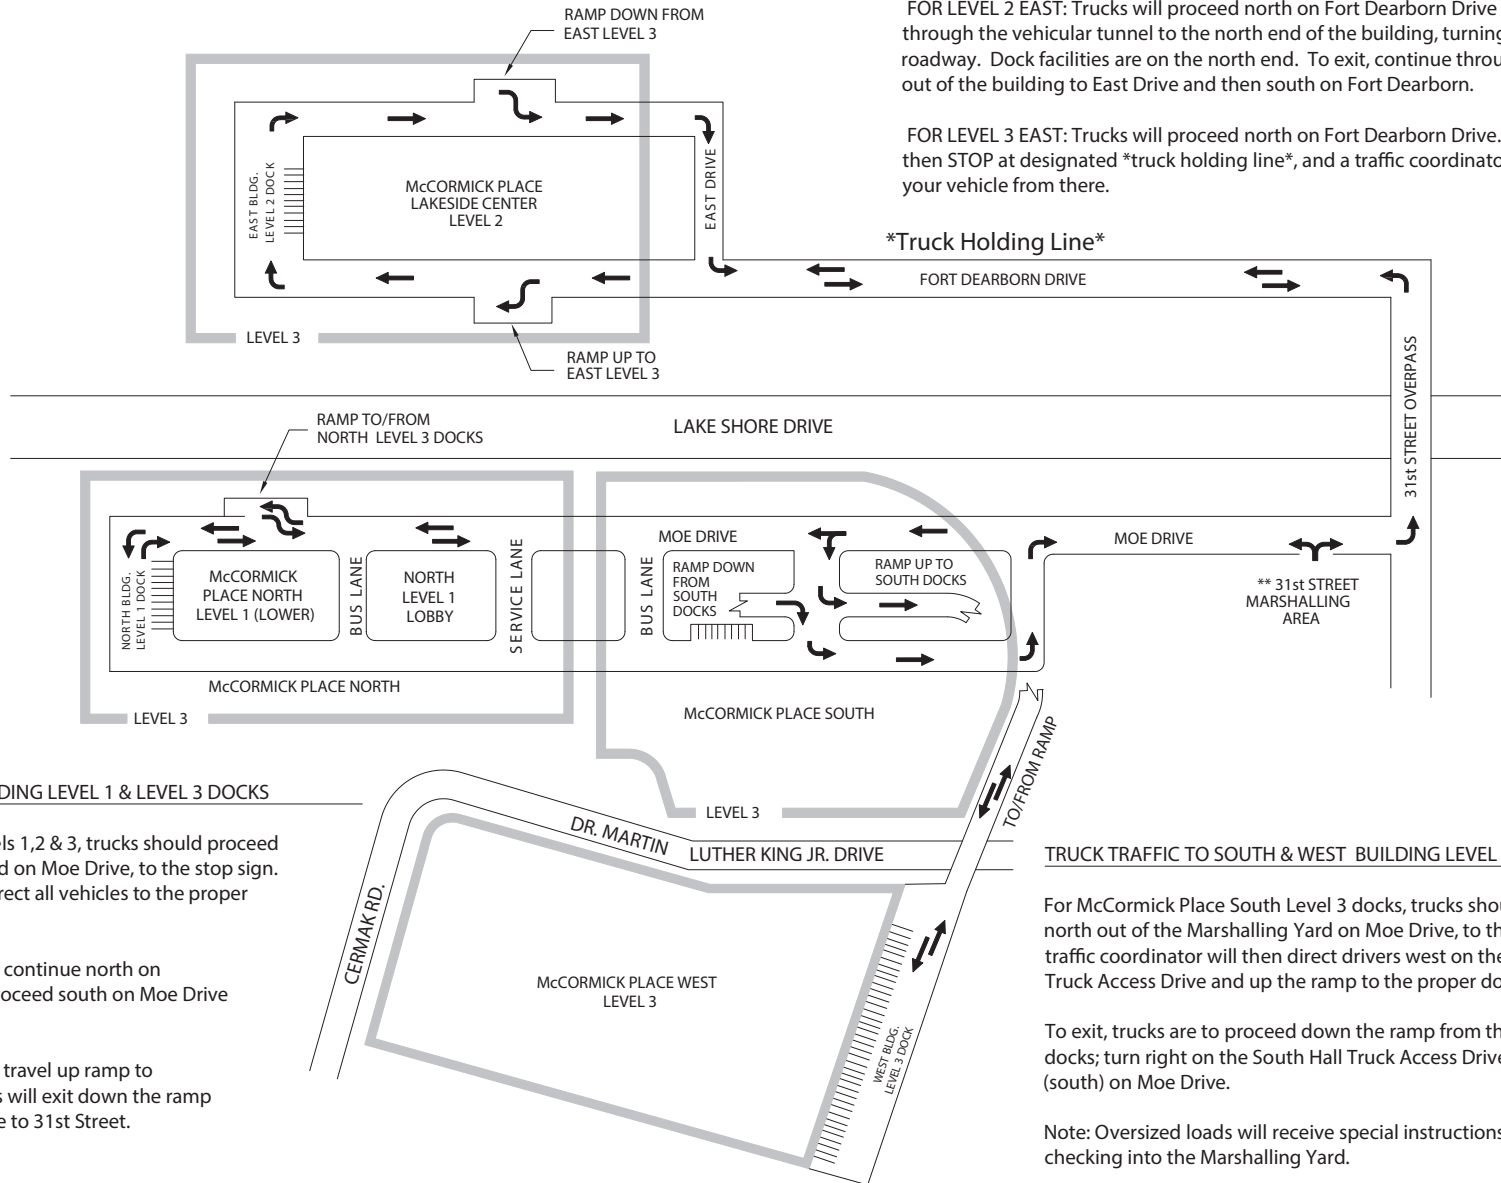 RAMP DOWN FROM
EAST LEVEL 3
FOR LEVEL 2 EAST: Trucks will proceed north on Fort Dearborn Drive
through the vehicular tunnel to the north end of the building, turning
roadway. Dock facilities are on the north end. To exit, continue throu
out of the building to East Drive and then south on Fort Dearborn.
FOR LEVEL 3 EAST: Trucks will proceed north on Fort Dearborn Drive.
then STOP at designated *truck holding line*, and a traffic coordinato
your vehicle from there.
EAST BLDG.
LEVEL 2 DOCK
McCORMICK PLACE
LAKESIDE CENTER
LEVEL 2
EAST DRIVE
*Truck Holding Line*
FORT DEARBORN DRIVE
LEVEL 3
RAMP UP TO
EAST LEVEL 3
31st STREET OVERPASS
RAMP TO/FROM
NORTH LEVEL 3 DOCKS
LAKE SHORE DRIVE
NORTH BLDG.
LEVEL 1 DOCK
McCORMICK
PLACE NORTH
LEVEL 1 (LOWER)
BUS LANE
NORTH
LEVEL 1
LOBBY
SERVICE LANE
BUS LANE
MOE DRIVE
RAMP DOWN
FROM
SOUTH
DOCKS
RAMP UP TO
SOUTH DOCKS
MOE DRIVE
** 31st STREET
MARSHALLING
AREA
McCORMICK PLACE NORTH
LEVEL 3
McCORMICK PLACE SOUTH
LEVEL 3
TO/FROM RAMP
DING LEVEL 1 & LEVEL 3 DOCKS
els 1,2 & 3, trucks should proceed
d on Moe Drive, to the stop sign.
rect all vehicles to the proper
continue north on
roceed south on Moe Drive
travel up ramp to
s will exit down the ramp
e to 31st Street.
CERMAK RD.
DR. MARTIN
LUTHER KING JR. DRIVE
McCORMICK PLACE WEST
LEVEL 3
WEST BLDG.
LEVEL 3 DOCK
TRUCK TRAFFIC TO SOUTH & WEST BUILDING LEVEL
For McCormick Place South Level 3 docks, trucks shou
north out of the Marshalling Yard on Moe Drive, to th
traffic coordinator will then direct drivers west on the
Truck Access Drive and up the ramp to the proper do
To exit, trucks are to proceed down the ramp from th
docks; turn right on the South Hall Truck Access Drive
(south) on Moe Drive.
Note: Oversized loads will receive special instructions
checking into the Marshalling Yard.